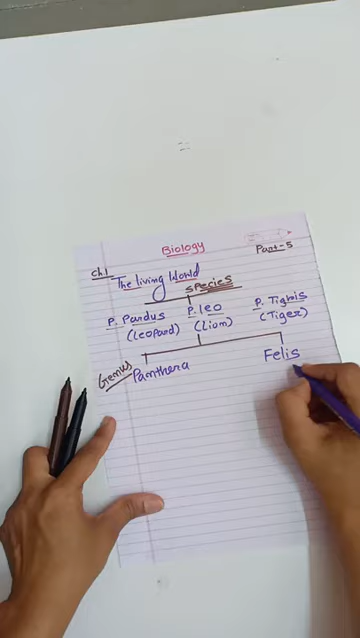 Biology
Part-5
Ch.1
The living World
Species
P. Pardus P. leo P. Tigris
(Leopard) (Lion) (Tiger)
Genus Panthera Felis